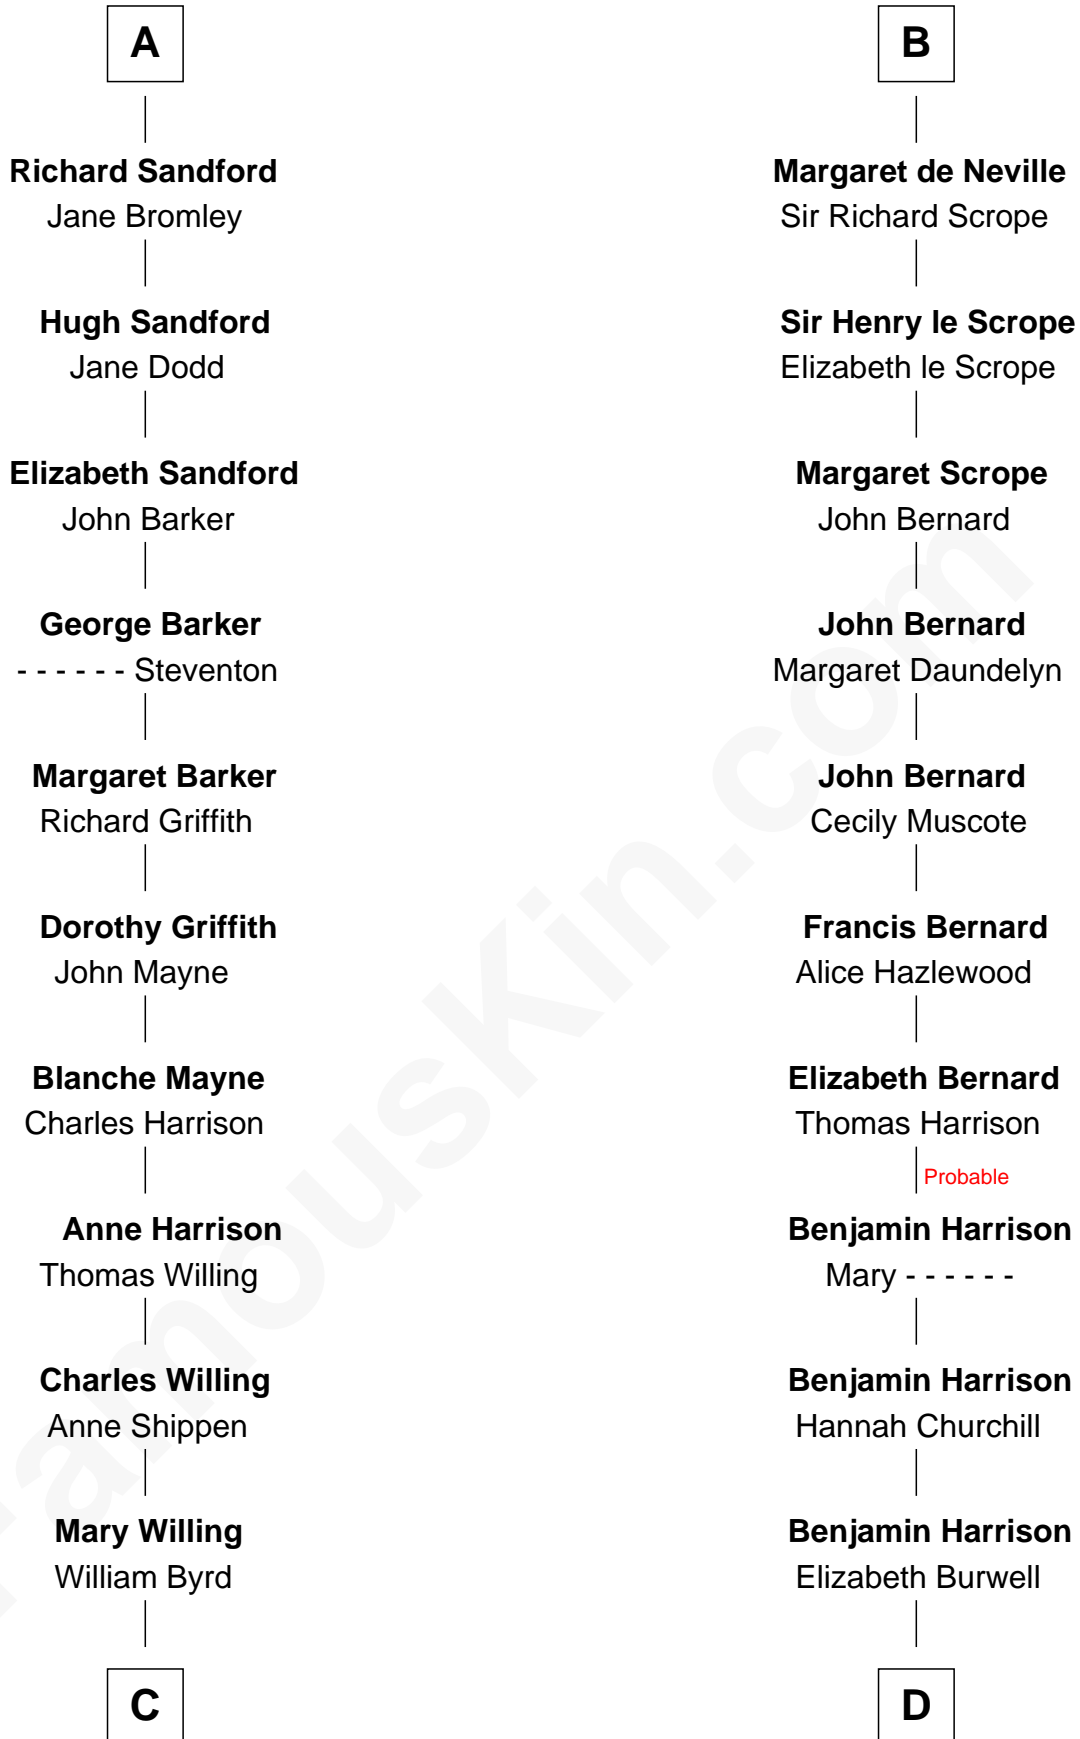 A
Richard Sandford
Jane Bromley
Hugh Sandford
Jane Dodd
Elizabeth Sandford
John Barker
George Barker
- - - - - - Steventon
Margaret Barker
Richard Griffith
Dorothy Griffith
John Mayne
Blanche Mayne
Charles Harrison
Anne Harrison
Thomas Willing
Charles Willing
Anne Shippen
Mary Willing
William Byrd
C
B
Margaret de Neville
Sir Richard Scrope
Sir Henry le Scrope
Elizabeth le Scrope
Margaret Scrope
John Bernard
John Bernard
Margaret Daundelyn
John Bernard
Cecily Muscote
Francis Bernard
Alice Hazlewood
Elizabeth Bernard
Thomas Harrison
Probable
Benjamin Harrison
Mary - - - - - -
Benjamin Harrison
Hannah Churchill
Benjamin Harrison
Elizabeth Burwell
D
FamousKin.com